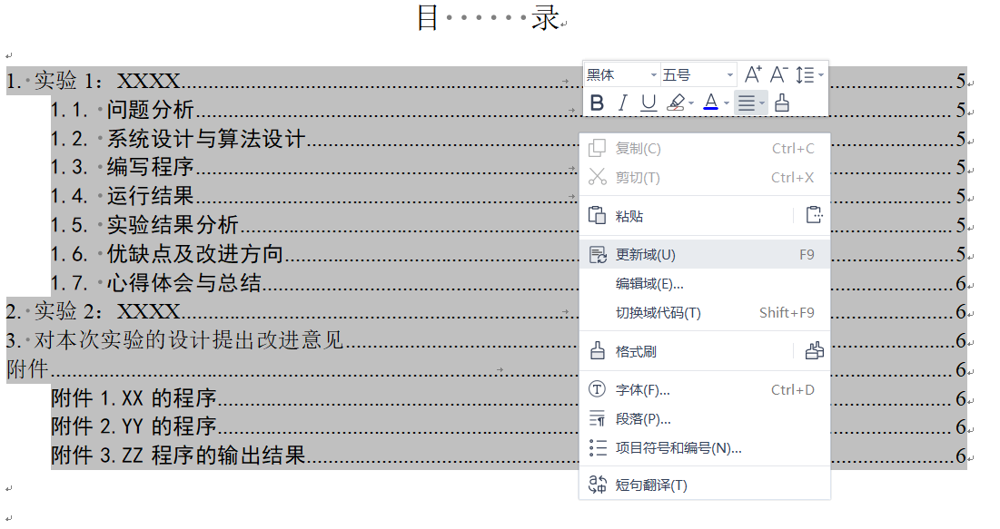 目······录
1. 实验 1：XXXX....................5
黑体 五号 A+ A-
1.1. 问题分析....................5
B I U A
1.2. 系统设计与算法设计....................5
复制(C) Ctrl+C
1.3. 编写程序....................5
剪切(T) Ctrl+X
1.4. 运行结果....................5
粘贴
1.5. 实验结果分析....................5
更新域(U) F9
1.6. 优缺点及改进方向....................5
编辑域(E)...
1.7. 心得体会与总结....................5
切换域代码(T) Shift+F9
2. 实验 2：XXXX....................6
3. 对本次实验的设计提出改进意见....................6
格式刷
附件....................6
字体(F)... Ctrl+D
附件 1.XX 的程序....................6
段落(P)...
附件 2.YY 的程序....................6
项目符号和编号(N)...
附件 3.ZZ 程序的输出结果....................6
短句翻译(T)